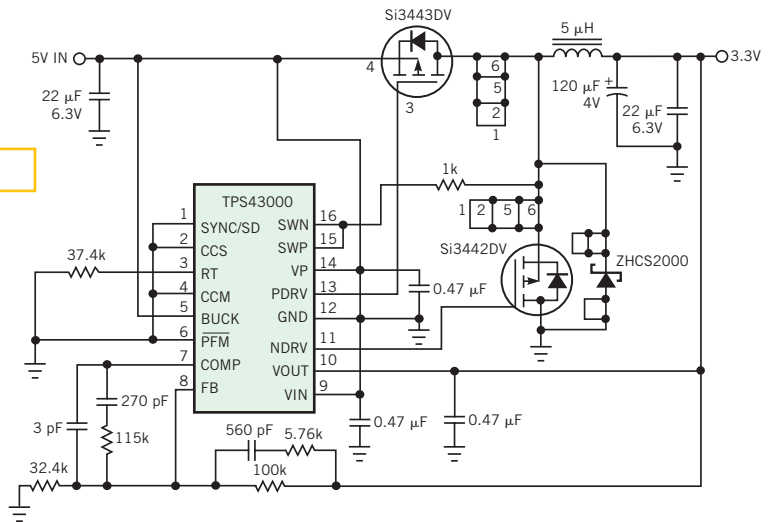 Si3443DV
5 µH
5V IN
4
3
6
5
2
1
120 µF +
4V
22 µF
6.3V
3.3V
22 µF
6.3V
1k
1 2 5 6
Si3442DV
ZHCS2000
TPS43000
1 SYNC/SD
2 CCS
3 RT
4 CCM
5 BUCK
6 PFM
7 COMP
8 FB
SWN 16
SWP 15
VP 14
PDRV 13
GND 12
NDRV 11
VOUT 10
VIN 9
37.4k
0.47 µF
270 pF
3 pF
115k
32.4k
560 pF
5.76k
100k
0.47 µF
0.47 µF